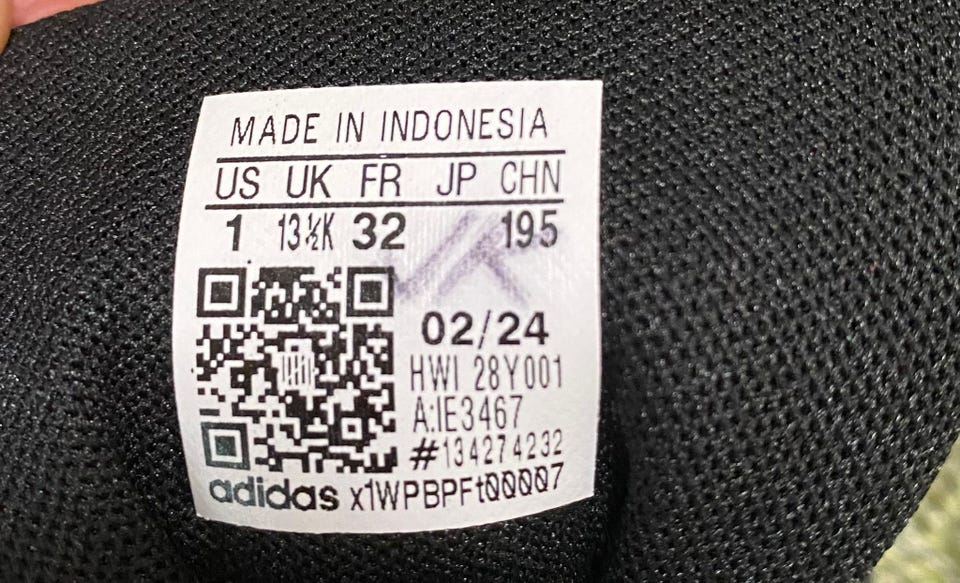 MADE IN INDONESIA
US UK FR JP CHN
1 13½K 32 195
02/24
HWI 28Y001
A:IE3467
#134274232
adidas x1WPBPFt00007